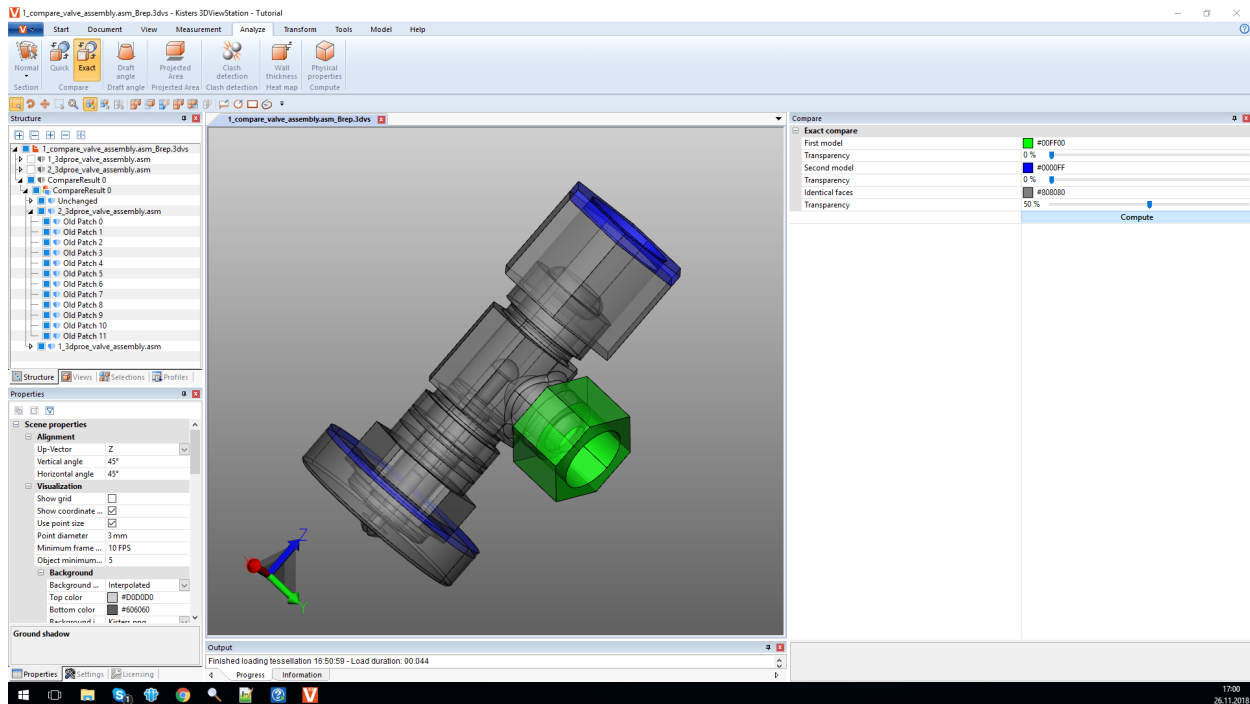 1_compare_valve_assembly.asm_Brep.3dvs - Kisters 3DViewStation - Tutorial
Start Document View Measurement Analyze Transform Tools Model Help
Normal Quick Exact Draft angle Projected Area Clash detection Wall thickness Physical properties
Section Compare Draft angle Projected Area Clash detection Heat map Compute
Structure
1_compare_valve_assembly.asm_Brep.3dvs
1_3dproe_valve_assembly.asm
2_3dproe_valve_assembly.asm
CompareResult 0
CompareResult 0
Unchanged
2_3dproe_valve_assembly.asm
Old Patch 0
Old Patch 1
Old Patch 2
Old Patch 3
Old Patch 4
Old Patch 5
Old Patch 6
Old Patch 7
Old Patch 8
Old Patch 9
Old Patch 10
Old Patch 11
1_3dproe_valve_assembly.asm
Structure Views Selections Profiles
Properties
Scene properties
Alignment
Up-Vector Z
Vertical angle 45°
Horizontal angle 45°
Visualization
Show grid
Show coordinate ...
Use point size
Point diameter 3 mm
Minimum frame ... 10 FPS
Object minimum... 5
Background
Background ... Interpolated
Top color #D0D0D0
Bottom color #606060
Ground shadow
Properties Settings Licensing
1_compare_valve_assembly.asm_Brep.3dvs
Z
Y
Output
Finished loading tessellation 16:50:59 - Load duration: 00.044
Progress Information
Compare
Exact compare
First model #00FF00
Transparency 0 %
Second model #0000FF
Transparency 0 %
Identical faces #808080
Transparency 50 %
Compute
17:00
26.11.2018